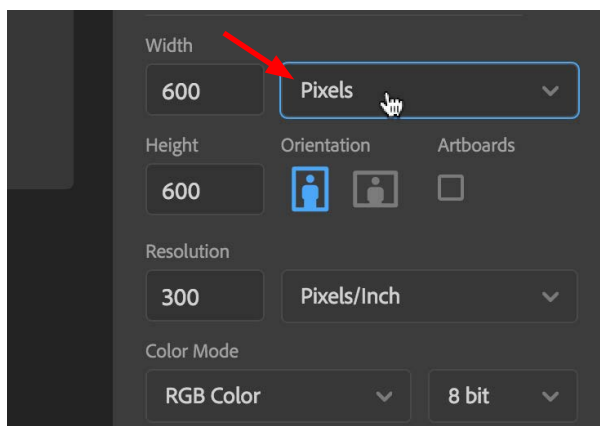 Width
600 Pixels
Height Orientation Artboards
600
Resolution
300 Pixels/Inch
Color Mode
RGB Color 8 bit